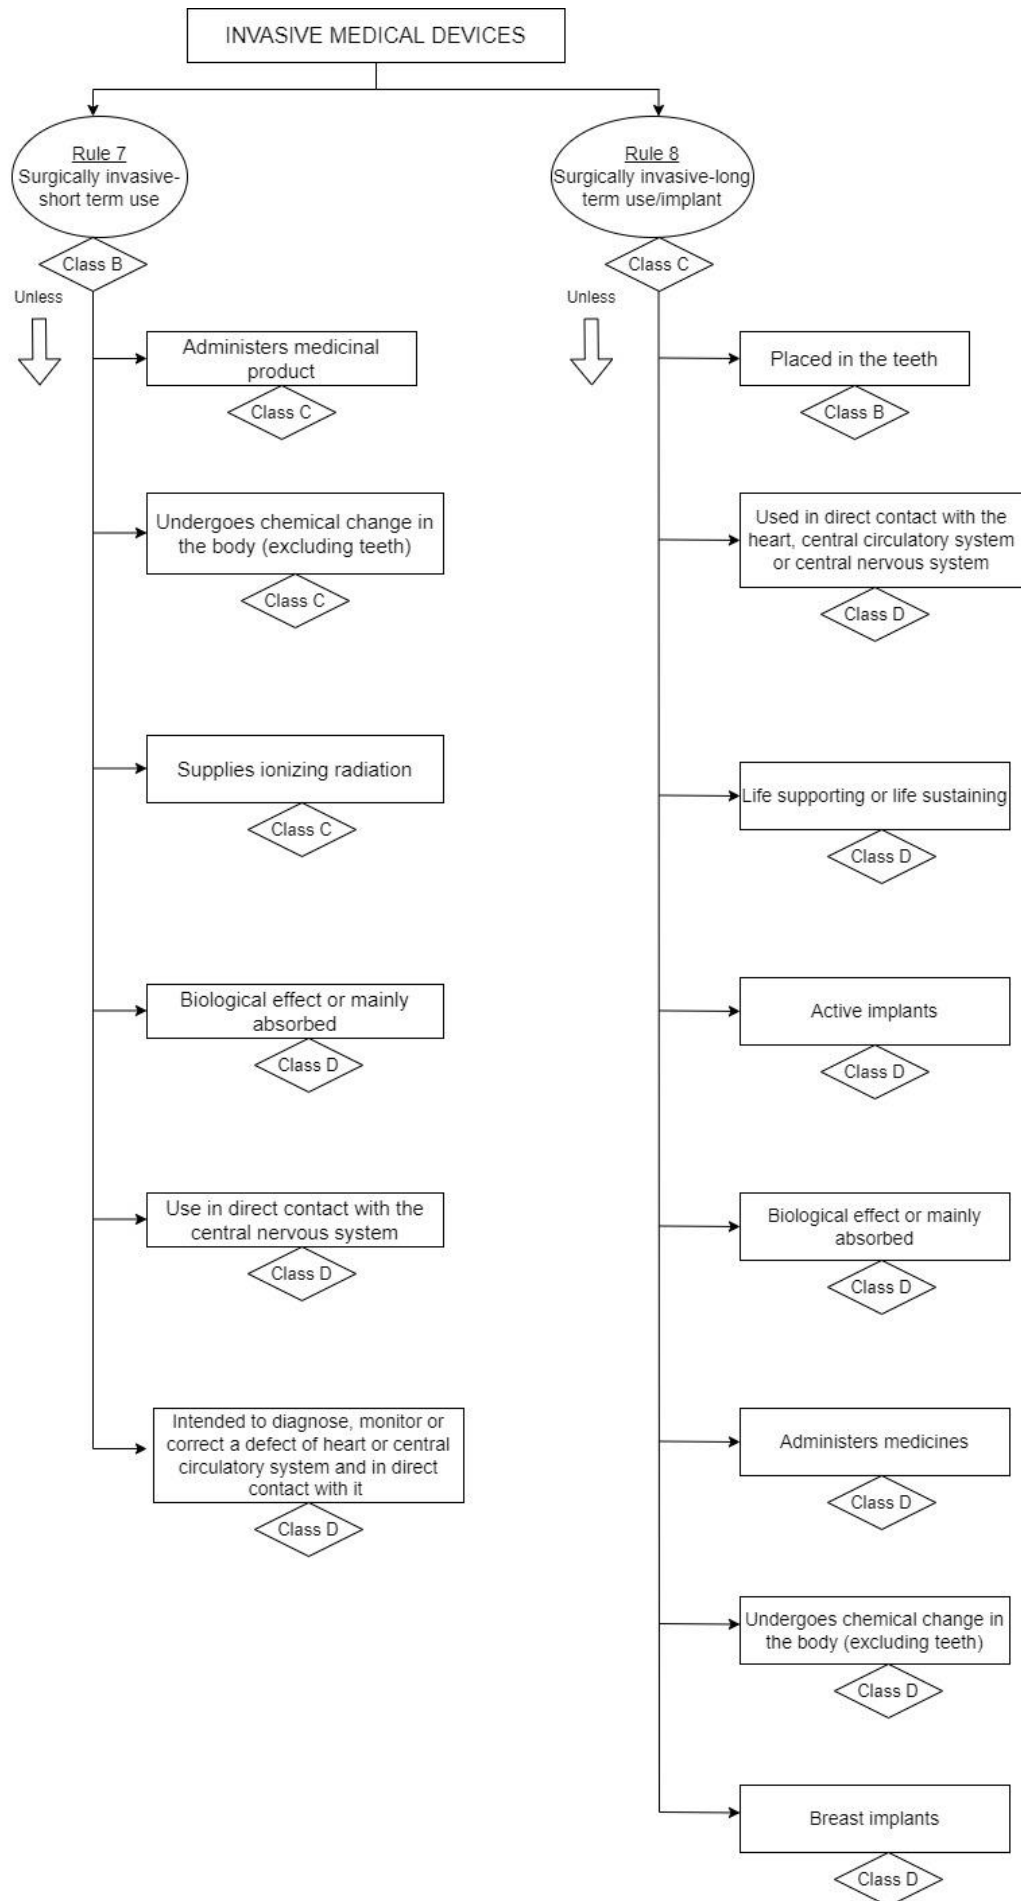 INVASIVE MEDICAL DEVICES
Rule 7
Surgically invasive-
short term use
Class B
Unless
Administers medicinal
product
Class C
Undergoes chemical change in
the body (excluding teeth)
Class C
Supplies ionizing radiation
Class C
Biological effect or mainly
absorbed
Class D
Use in direct contact with the
central nervous system
Class D
Intended to diagnose, monitor or
correct a defect of heart or central
circulatory system and in direct
contact with it
Class D
Rule 8
Surgically invasive-long
term use/implant
Class C
Unless
Placed in the teeth
Class B
Used in direct contact with the
heart, central circulatory system
or central nervous system
Class D
Life supporting or life sustaining
Class D
Active implants
Class D
Biological effect or mainly
absorbed
Class D
Administers medicines
Class D
Undergoes chemical change in
the body (excluding teeth)
Class D
Breast implants
Class D